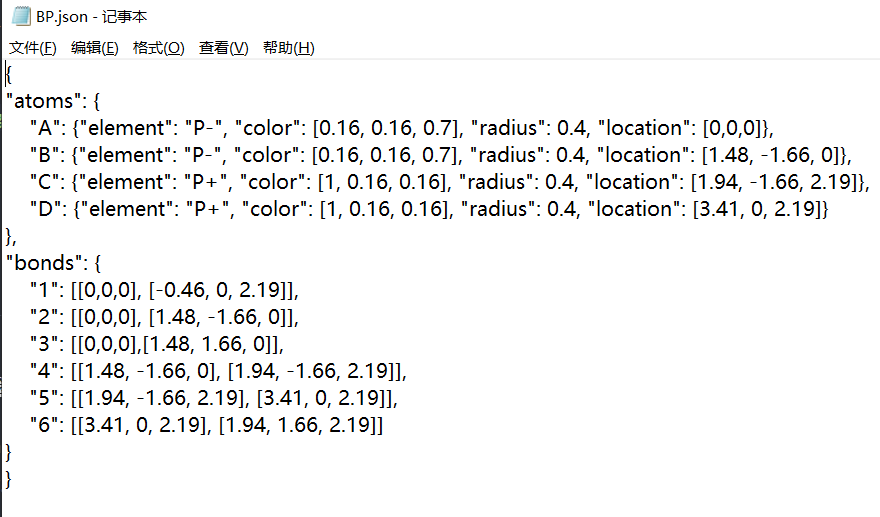 BP.json - 记事本
文件(F) 编辑(E) 格式(O) 查看(V) 帮助(H)
{
"atoms": {
    "A": {"element": "P-", "color": [0.16, 0.16, 0.7], "radius": 0.4, "location": [0,0,0]},
    "B": {"element": "P-", "color": [0.16, 0.16, 0.7], "radius": 0.4, "location": [1.48, -1.66, 0]},
    "C": {"element": "P+", "color": [1, 0.16, 0.16], "radius": 0.4, "location": [1.94, -1.66, 2.19]},
    "D": {"element": "P+", "color": [1, 0.16, 0.16], "radius": 0.4, "location": [3.41, 0, 2.19]}
},
"bonds": {
    "1": [[0,0,0], [-0.46, 0, 2.19]],
    "2": [[0,0,0], [1.48, -1.66, 0]],
    "3": [[0,0,0],[1.48, 1.66, 0]],
    "4": [[1.48, -1.66, 0], [1.94, -1.66, 2.19]],
    "5": [[1.94, -1.66, 2.19], [3.41, 0, 2.19]],
    "6": [[3.41, 0, 2.19], [1.94, 1.66, 2.19]]
}
}